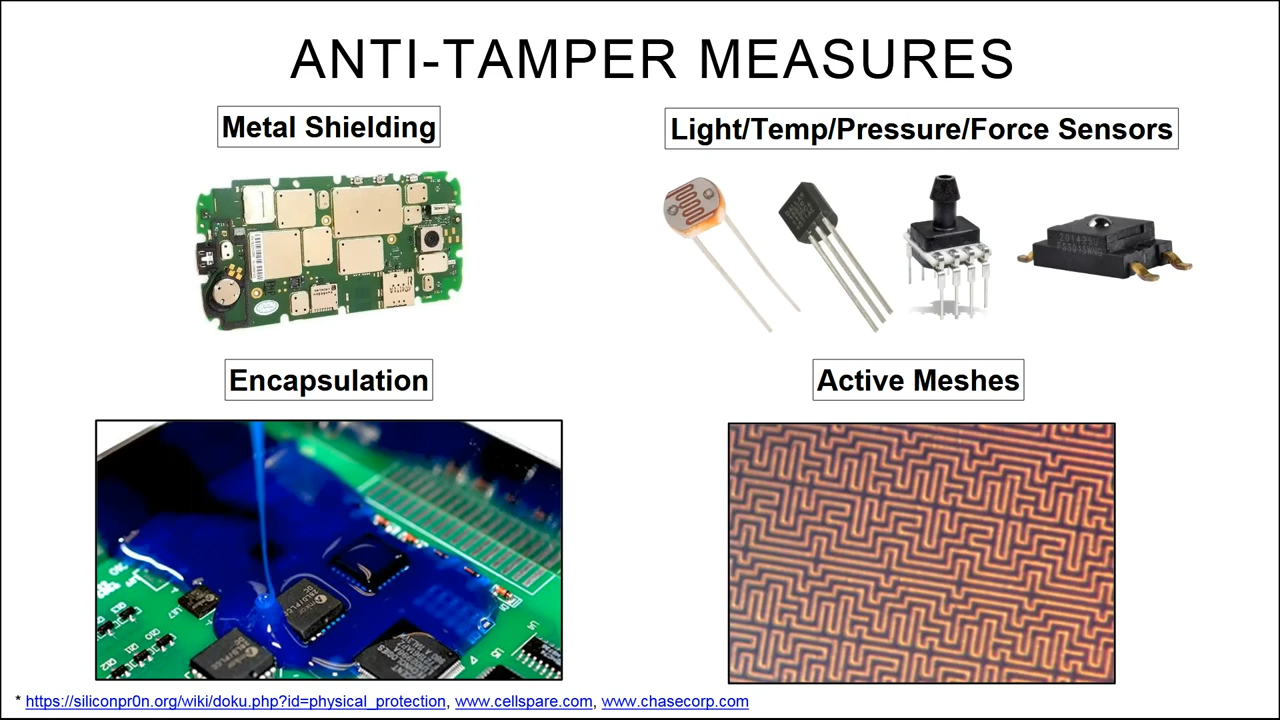 ANTI-TAMPER MEASURES
Metal Shielding
Light/Temp/Pressure/Force Sensors
Encapsulation
Active Meshes
* https://siliconpr0n.org/wiki/doku.php?id=physical_protection, www.cellspare.com, www.chasecorp.com